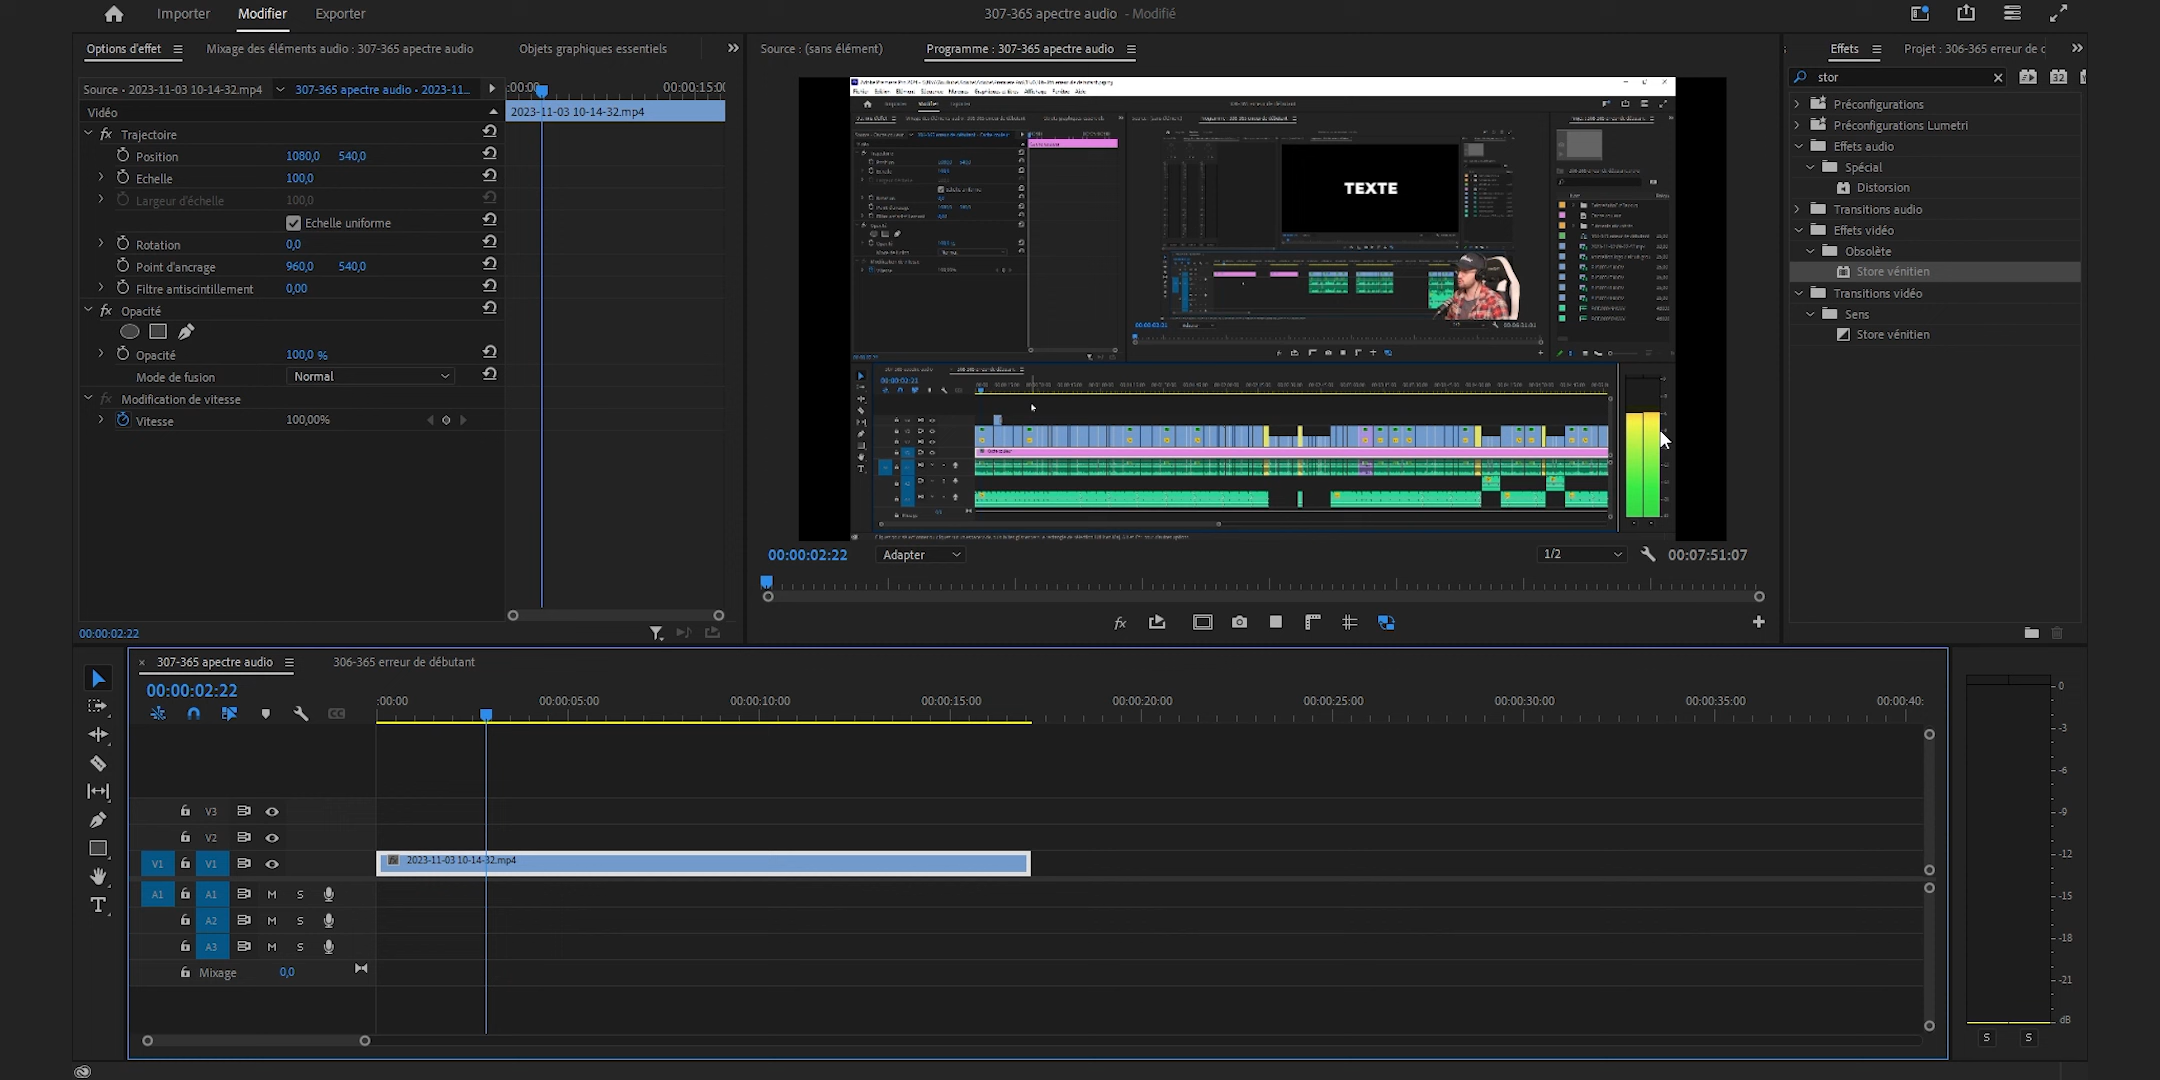 Importer
Modifier
Exporter
307-365 apectre audio - Modifié
Options d'effet
Mixage des éléments audio : 307-365 apectre audio
Objets graphiques essentiels
Source : (sans élément)
Programme : 307-365 apectre audio
Effets
Projet : 306-365 erreur de c
Source • 2023-11-03 10-14-32.mp4
307-365 apectre audio • 2023-11...
:00:00
00:00:15:00
Vidéo
2023-11-03 10-14-32.mp4
Trajectoire
Position 1080,0 540,0
Echelle 100,0
Largeur d'échelle 100,0
Echelle uniforme
Rotation 0,0
Point d'ancrage 960,0 540,0
Filtre antiscintillement 0,00
Opacité
Opacité 100,0 %
Mode de fusion Normal
Modification de vitesse
Vitesse 100,00%
00:00:02:22
TEXTE
00:00:02:22
Adapter
1/2
00:07:51:07
stor
32
Préconfigurations
Préconfigurations Lumetri
Effets audio
Spécial
Distorsion
Transitions audio
Effets vidéo
Obsolète
Store vénitien
Transitions vidéo
Sens
Store vénitien
307-365 apectre audio
306-365 erreur de débutant
00:00:02:22
:00:00
00:00:05:00
00:00:10:00
00:00:15:00
00:00:20:00
00:00:25:00
00:00:30:00
00:00:35:00
00:00:40:
V3
V2
V1 V1
2023-11-03 10-14-32.mp4
A1 A1 M S
A2 M S
A3 M S
Mixage 0,0
0
-3
-6
-9
-12
-15
-18
-21
dB
S S